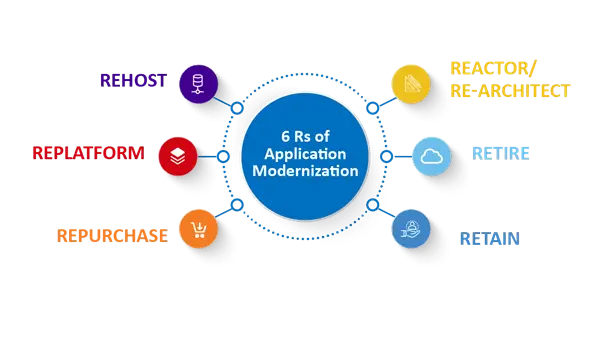 REHOST
REPLATFORM
REPURCHASE
6 Rs of
Application
Modernization
REACTOR/
RE-ARCHITECT
RETIRE
RETAIN